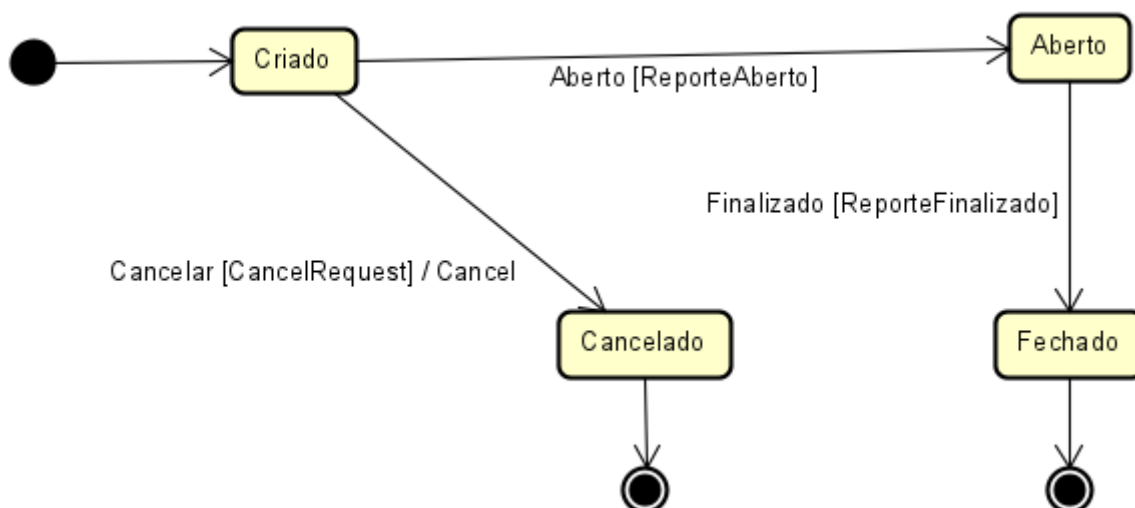 Criado
Aberto
Aberto [ReporteAberto]
Finalizado [ReporteFinalizado]
Cancelar [CancelRequest] / Cancel
Cancelado
Fechado